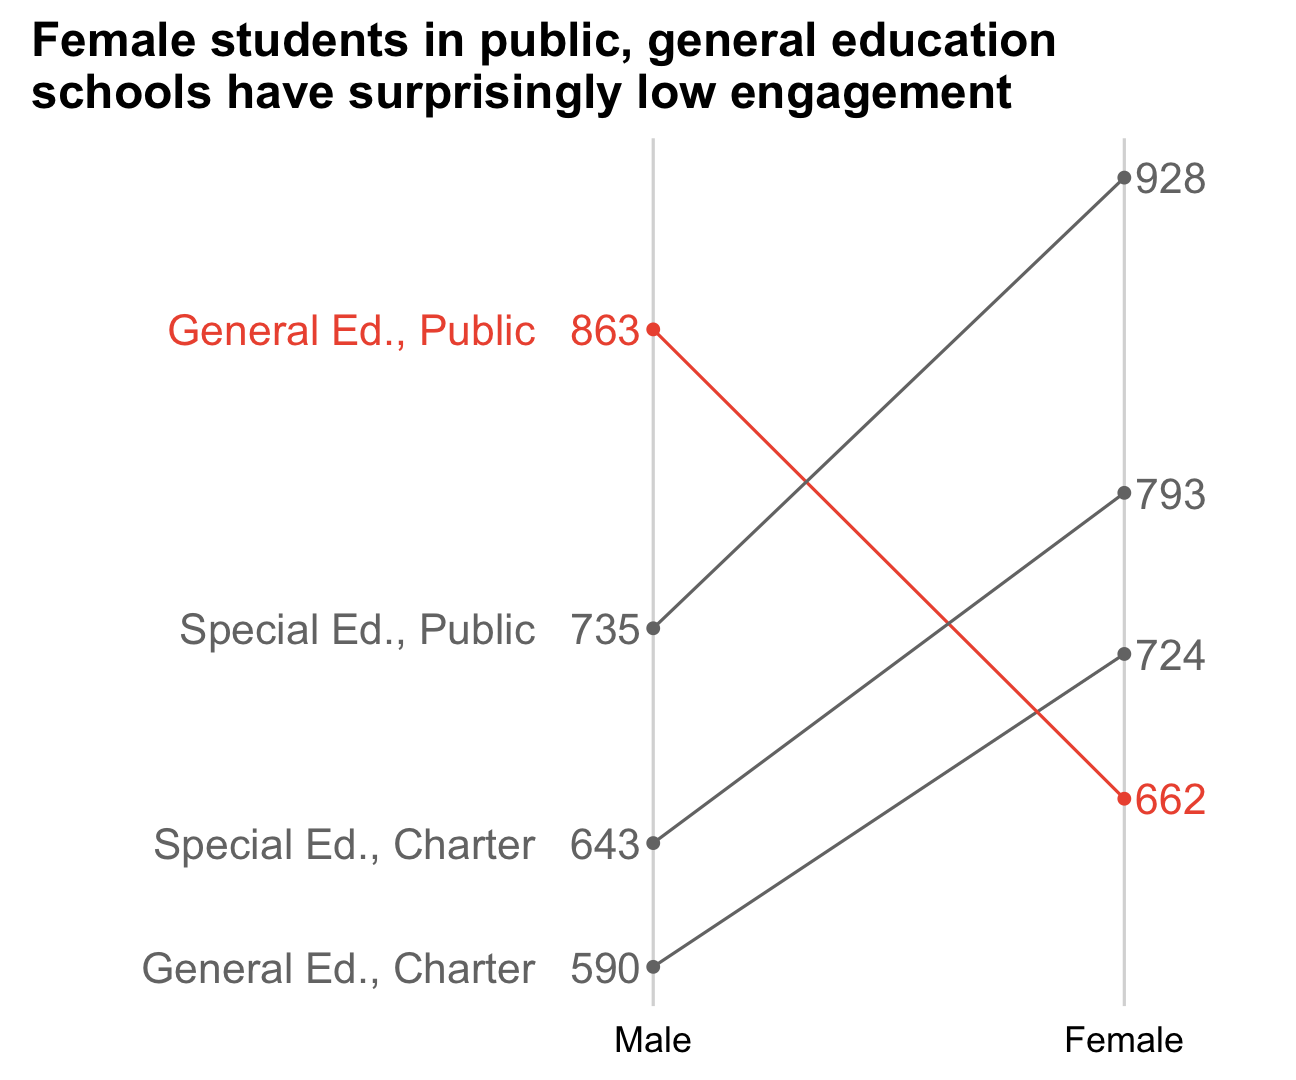 Female students in public, general education
schools have surprisingly low engagement
928
General Ed., Public 863
793
Special Ed., Public 735
724
662
Special Ed., Charter 643
General Ed., Charter 590
Male Female